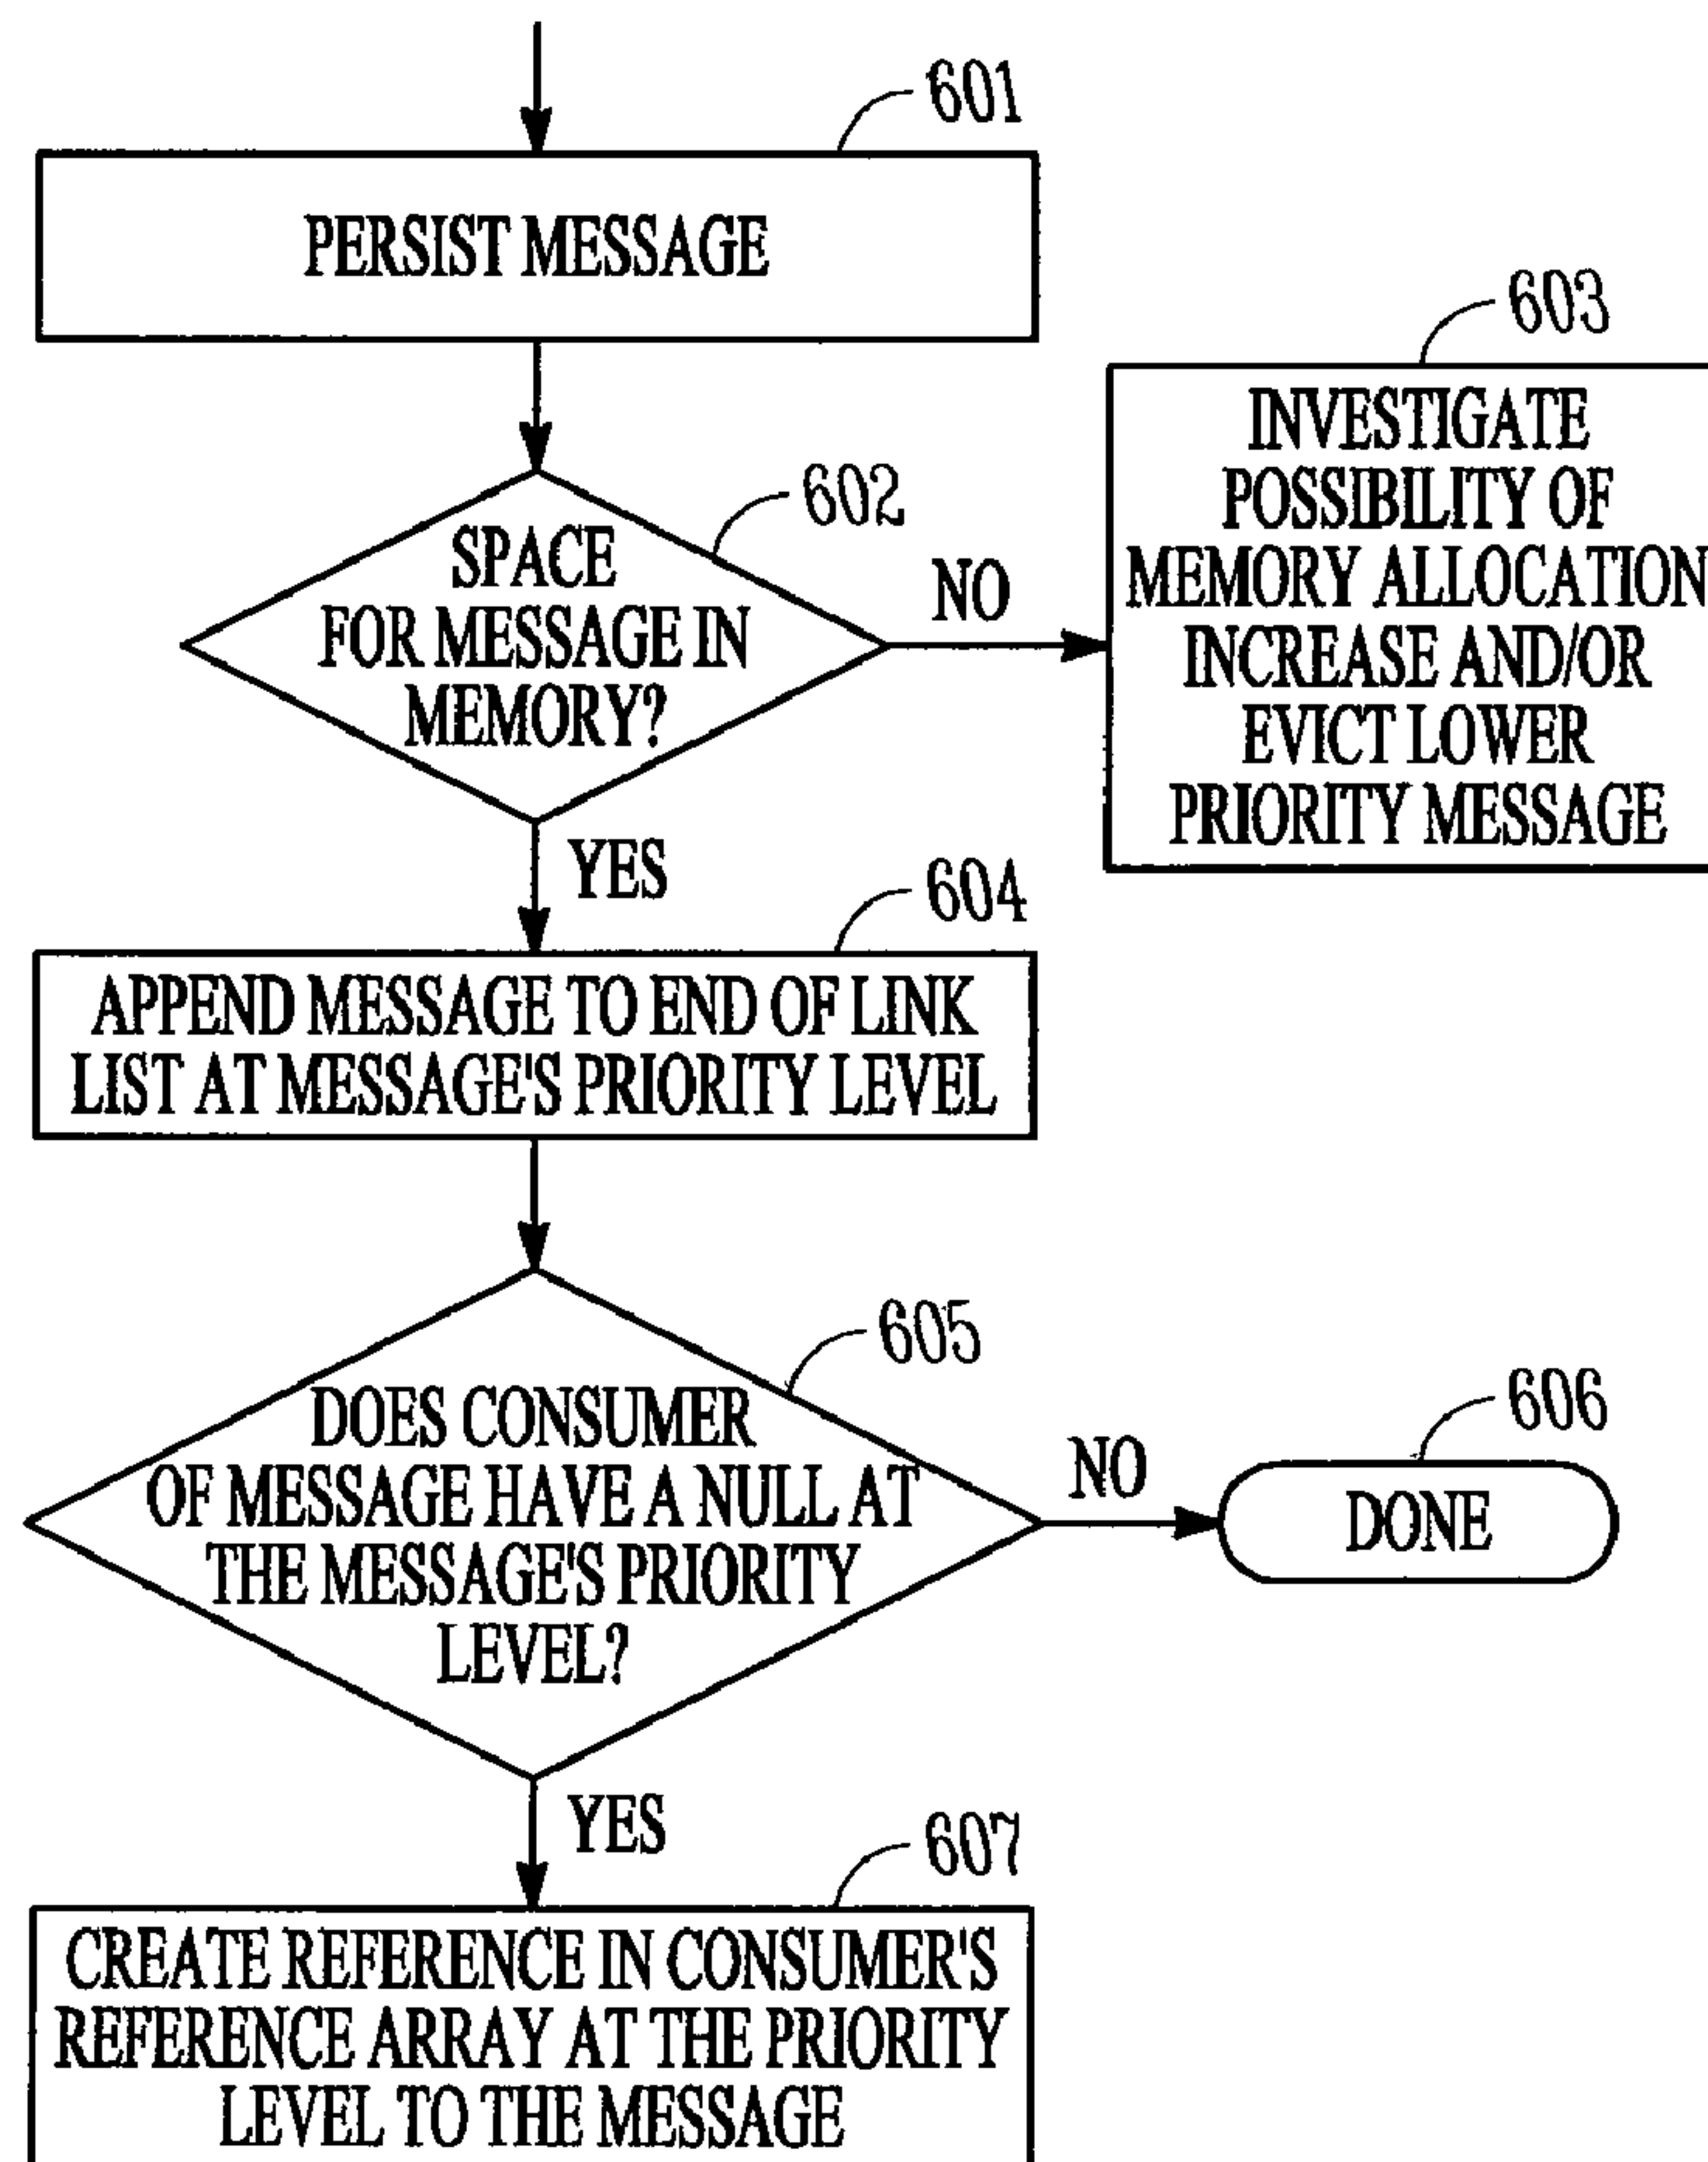 601
PERSIST MESSAGE
603
INVESTIGATE
POSSIBILITY OF
MEMORY ALLOCATION
INCREASE AND/OR
EVICT LOWER
PRIORITY MESSAGE
602
SPACE
FOR MESSAGE IN
MEMORY?
NO
YES
604
APPEND MESSAGE TO END OF LINK
LIST AT MESSAGE'S PRIORITY LEVEL
605
DOES CONSUMER
OF MESSAGE HAVE A NULL AT
THE MESSAGE'S PRIORITY
LEVEL?
NO
606
DONE
YES
607
CREATE REFERENCE IN CONSUMER'S
REFERENCE ARRAY AT THE PRIORITY
LEVEL TO THE MESSAGE